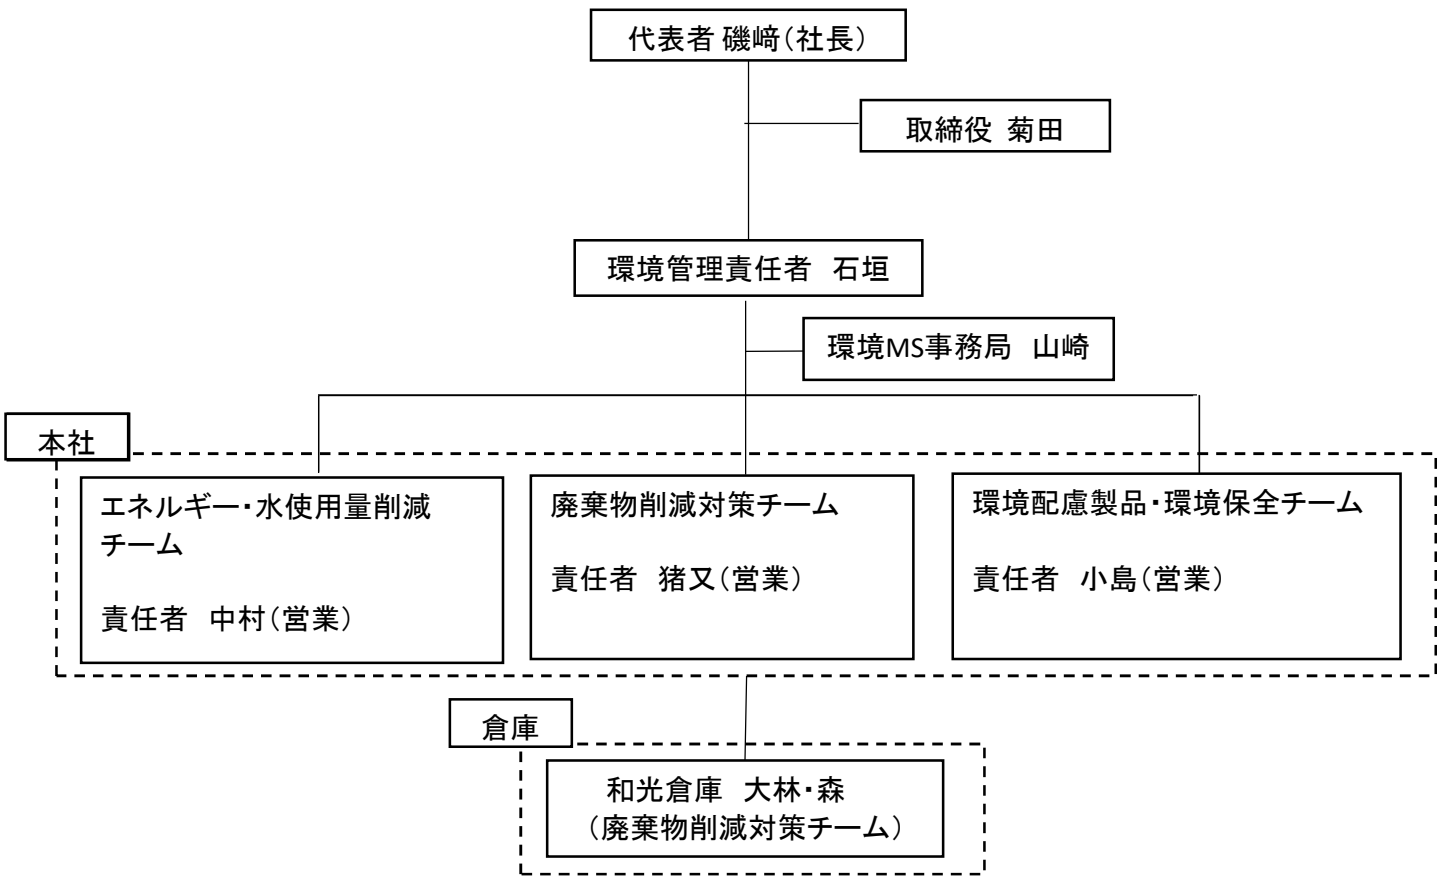 代表者 磯﨑(社長)
取締役 菊田
環境管理責任者　石垣
環境MS事務局　山崎
本社
エネルギー・水使用量削減
チーム
責任者　中村(営業)
廃棄物削減対策チーム
責任者　猪又(営業)
環境配慮製品・環境保全チーム
責任者　小島(営業)
倉庫
和光倉庫　大林・森
(廃棄物削減対策チーム)